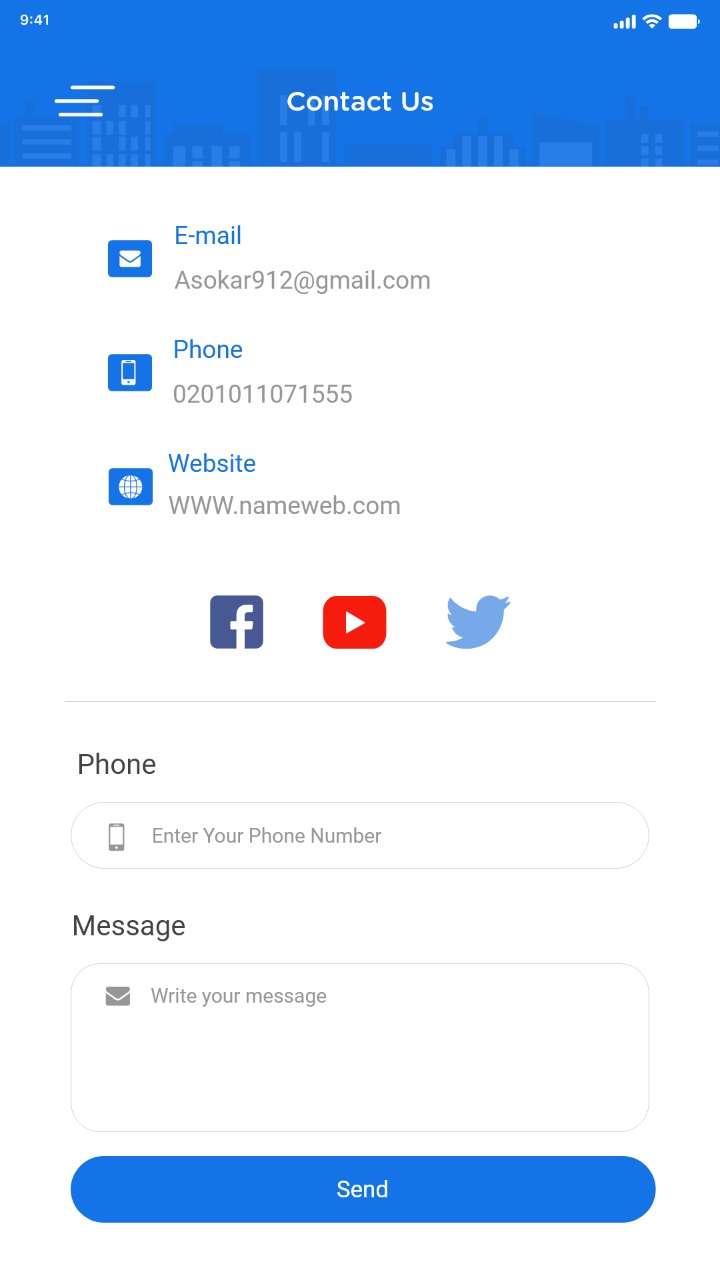 9:41
Contact Us
E-mail
Asokar912@gmail.com
Phone
0201011071555
Website
WWW.nameweb.com
Phone
Enter Your Phone Number
Message
Write your message
Send